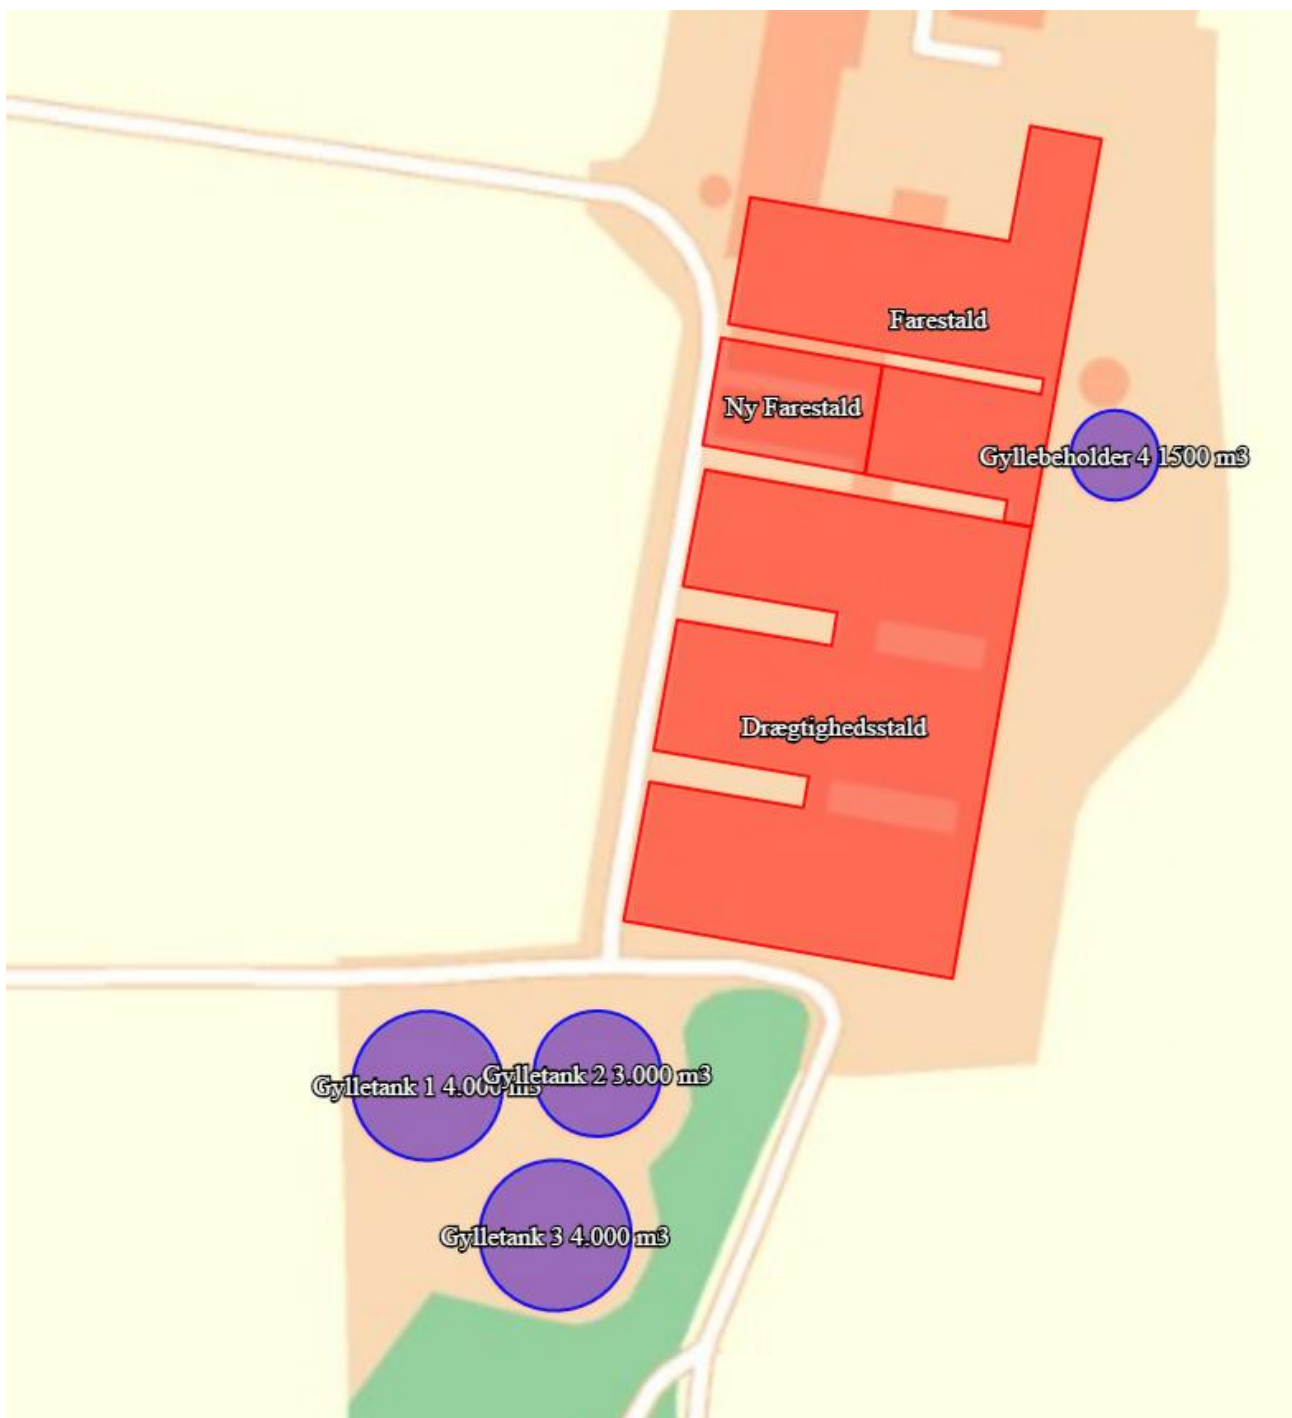 Farestald
Ny Farestald
Gyllebeholder 4 1500 m3
Drægtighedsstald
Gylletank 1 4.000 m3
Gylletank 2 3.000 m3
Gylletank 3 4.000 m3